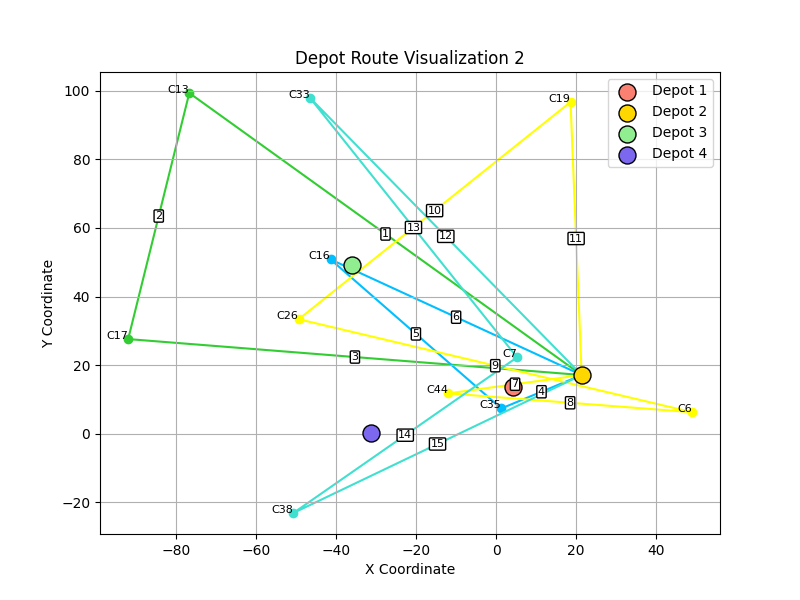 Depot Route Visualization 2
Depot 1
Depot 2
Depot 3
Depot 4
Y Coordinate
100
80
60
40
20
0
−20
C13
C33
C19
10
2
13
1
12
11
C16
C26
6
5
C17
3
C7
9
7
C44
4
C35
8
C6
14
15
C38
−80
−60
−40
−20
0
20
40
X Coordinate